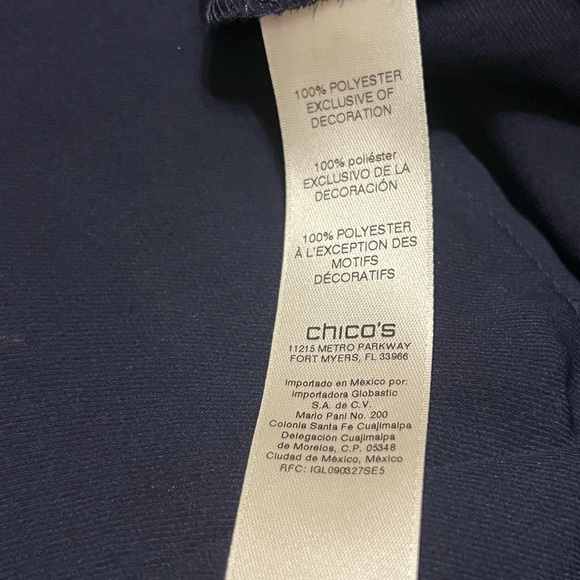 100% POLYESTER
EXCLUSIVE OF
DECORATION
100% poliéster
EXCLUSIVO DE LA
DECORACIÓN
100% POLYESTER
À L'EXCEPTION DES
MOTIFS
DÉCORATIFS
chico's
11215 METRO PARKWAY
FORT MYERS, FL 33966
Importado en México por:
Importadora Globastic
S.A. de C.V.
Mario Pani No. 200
Colonia Santa Fe Cuajimalpa
Delegación Cuajimalpa
de Morelos, C.P. 05348
Ciudad de México, México
RFC: IGL090327SE5